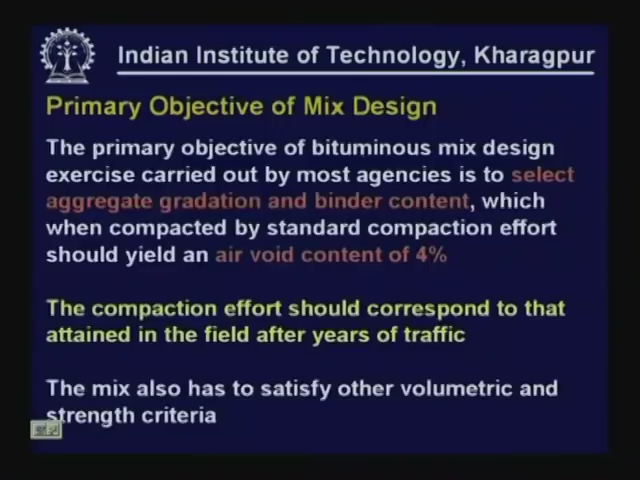 Indian Institute of Technology, Kharagpur
Primary Objective of Mix Design
The primary objective of bituminous mix design
exercise carried out by most agencies is to select
aggregate gradation and binder content, which
when compacted by standard compaction effort
should yield an air void content of 4%
The compaction effort should correspond to that
attained in the field after years of traffic
The mix also has to satisfy other volumetric and
strength criteria